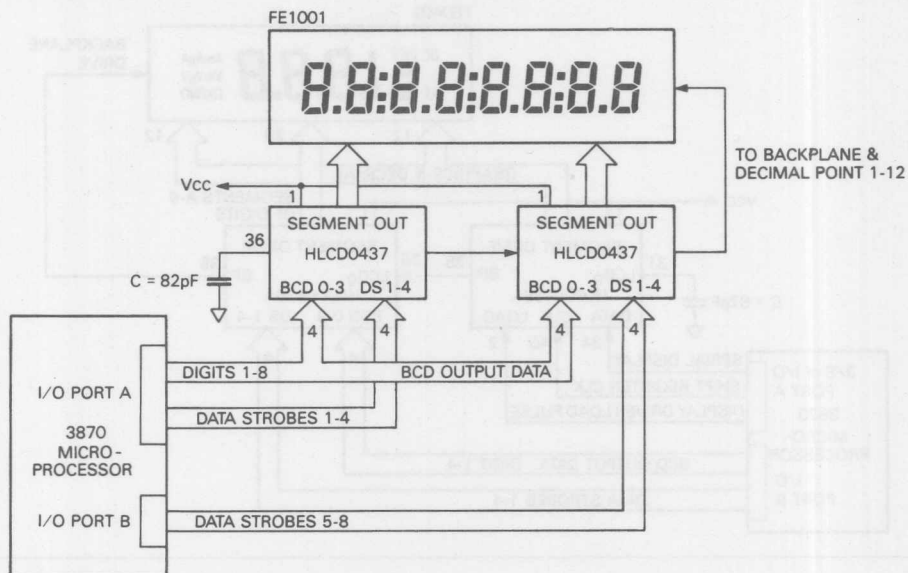 FE1001
8.8:8.8:8.8:8.8
TO BACKPLANE &
DECIMAL POINT 1-12
Vcc
1
1
36
SEGMENT OUT
HLCD0437
BCD 0-3 DS 1-4
SEGMENT OUT
HLCD0437
BCD 0-3 DS 1-4
C = 82pF
4
4
4
4
DIGITS 1-8
BCD OUTPUT DATA
I/O PORT A
DATA STROBES 1-4
3870
MICRO-
PROCESSOR
I/O PORT B
DATA STROBES 5-8